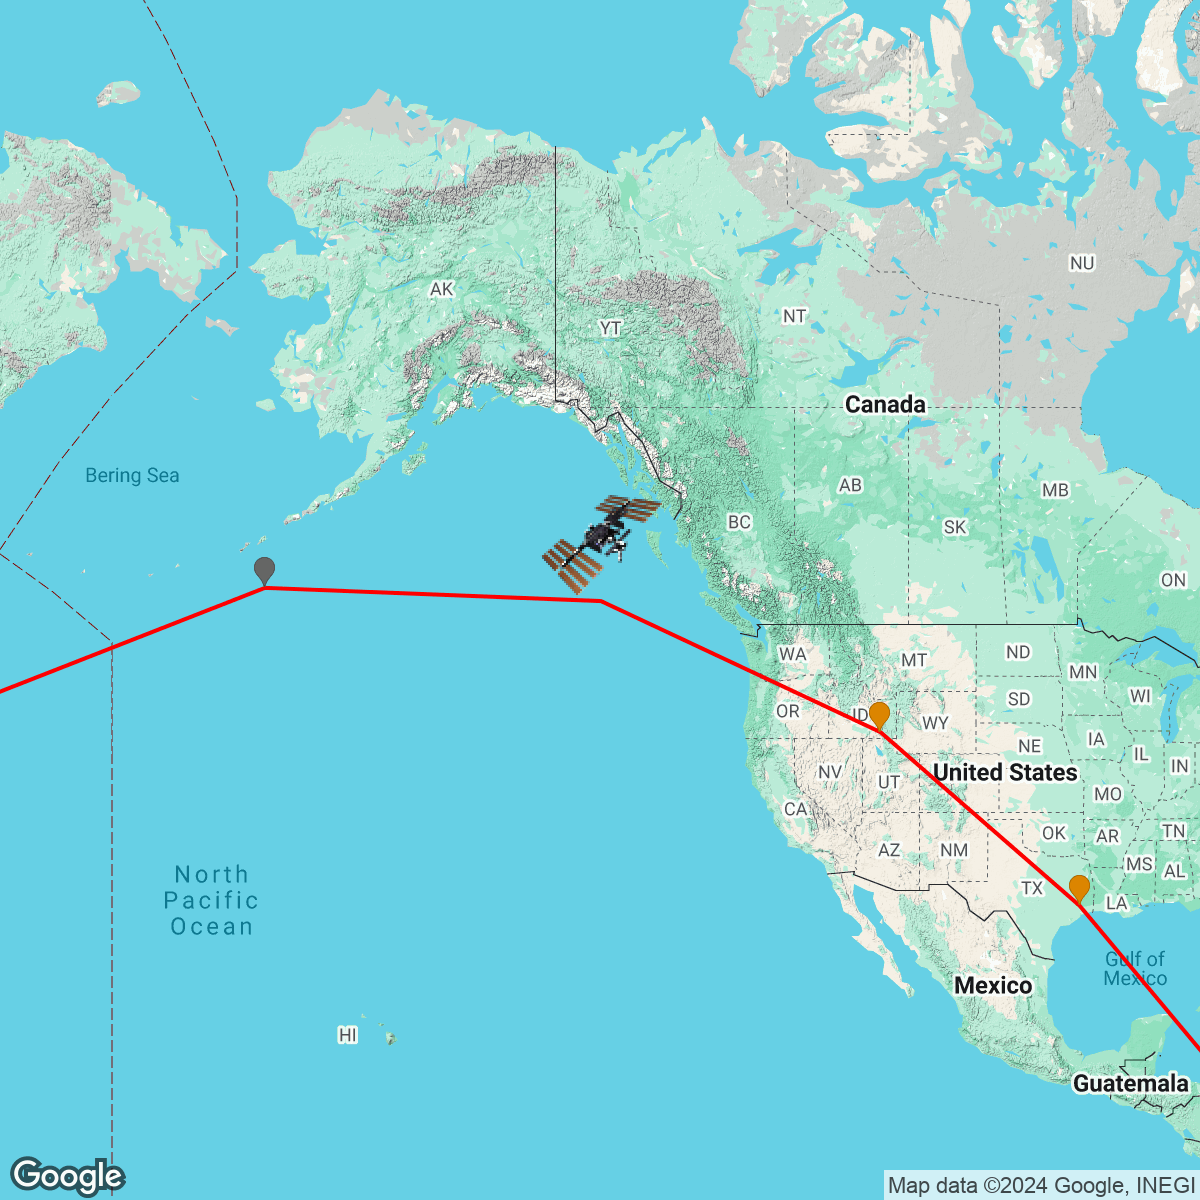 NU
AK
NT
YT
Canada
Bering Sea
AB
MB
BC
SK
ON
WA
MT
ND
MN
SD
WI
OR
ID
WY
NE
IA
IL
IN
NV
UT
United States
MO
CA
OK
AR
TN
AZ
NM
MS
AL
North
Pacific
Ocean
TX
LA
Gulf of
Mexico
Mexico
HI
Guatemala
Google
Map data ©2024 Google, INEGI